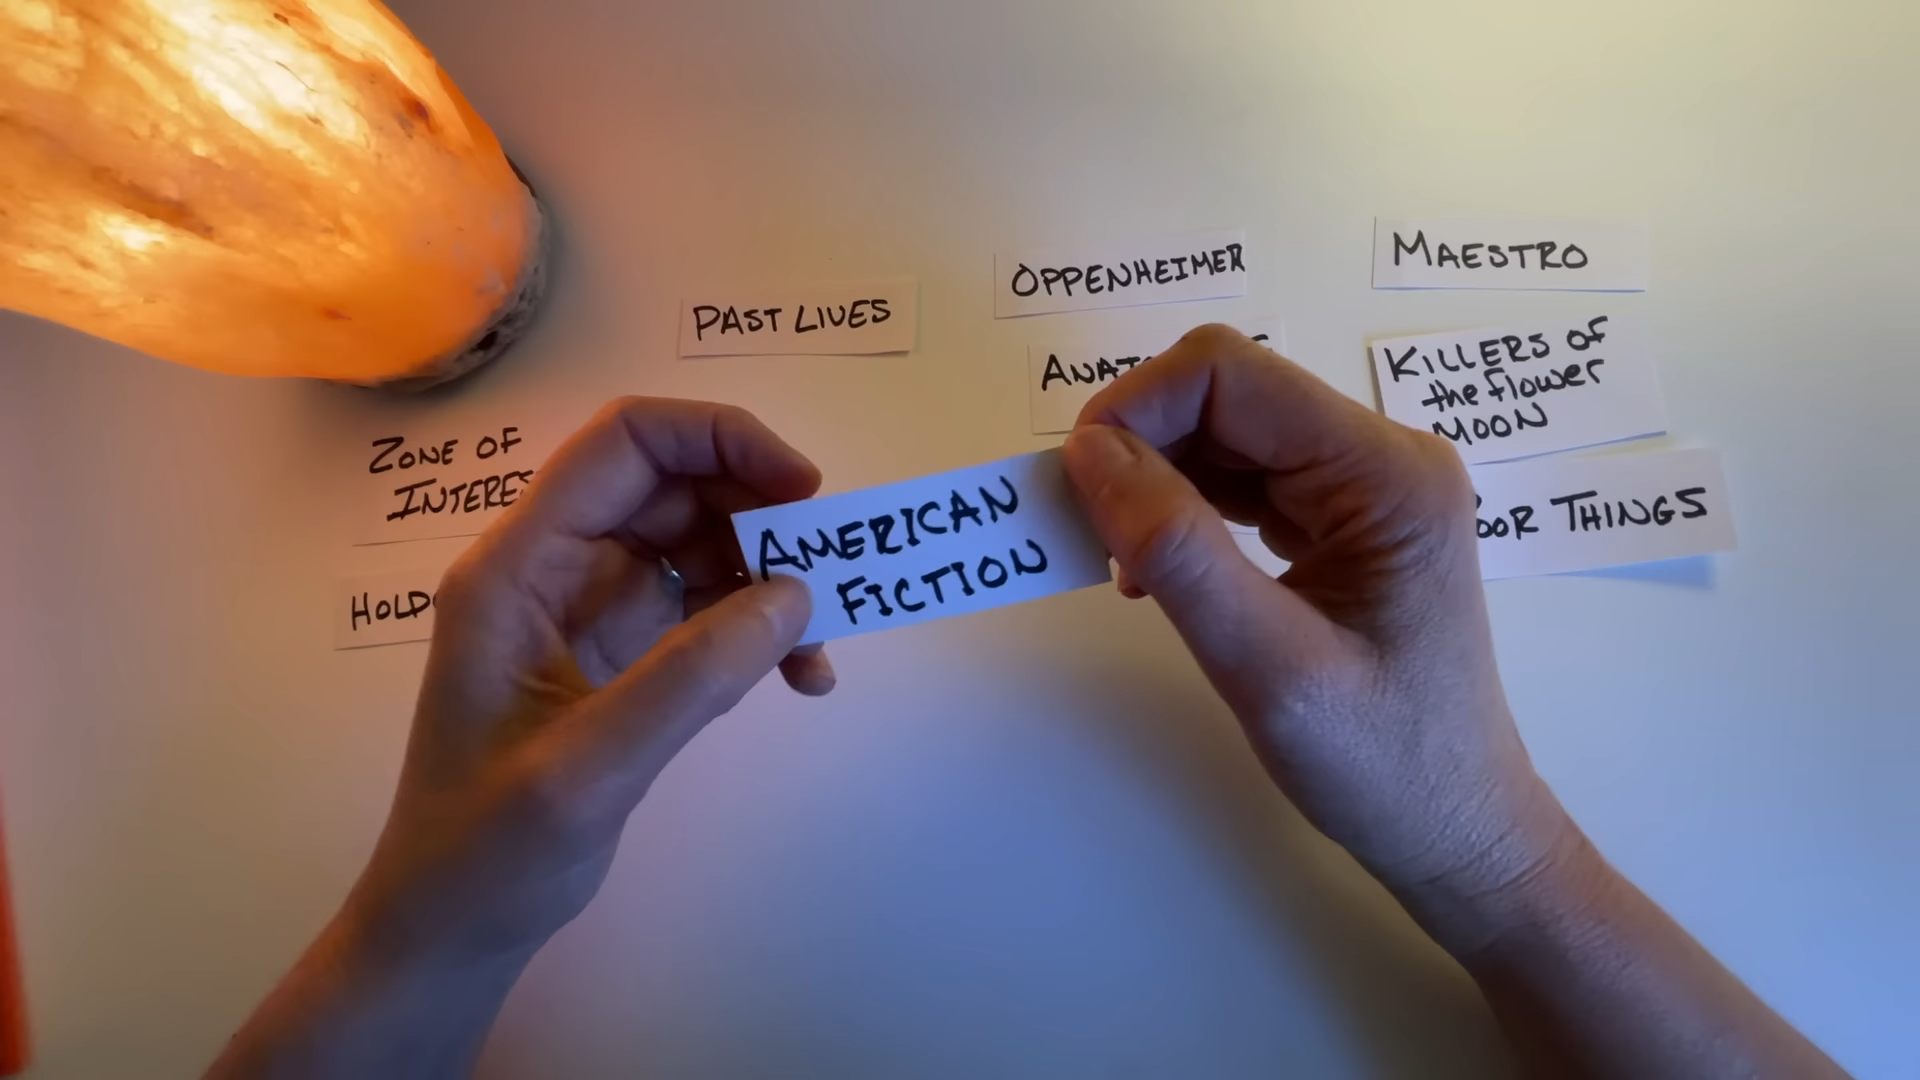 PAST LIVES
OPPENHEIMER
MAESTRO
KILLERS OF
the flower
MOON
ZONE OF
AMERICAN
FICTION
THINGS